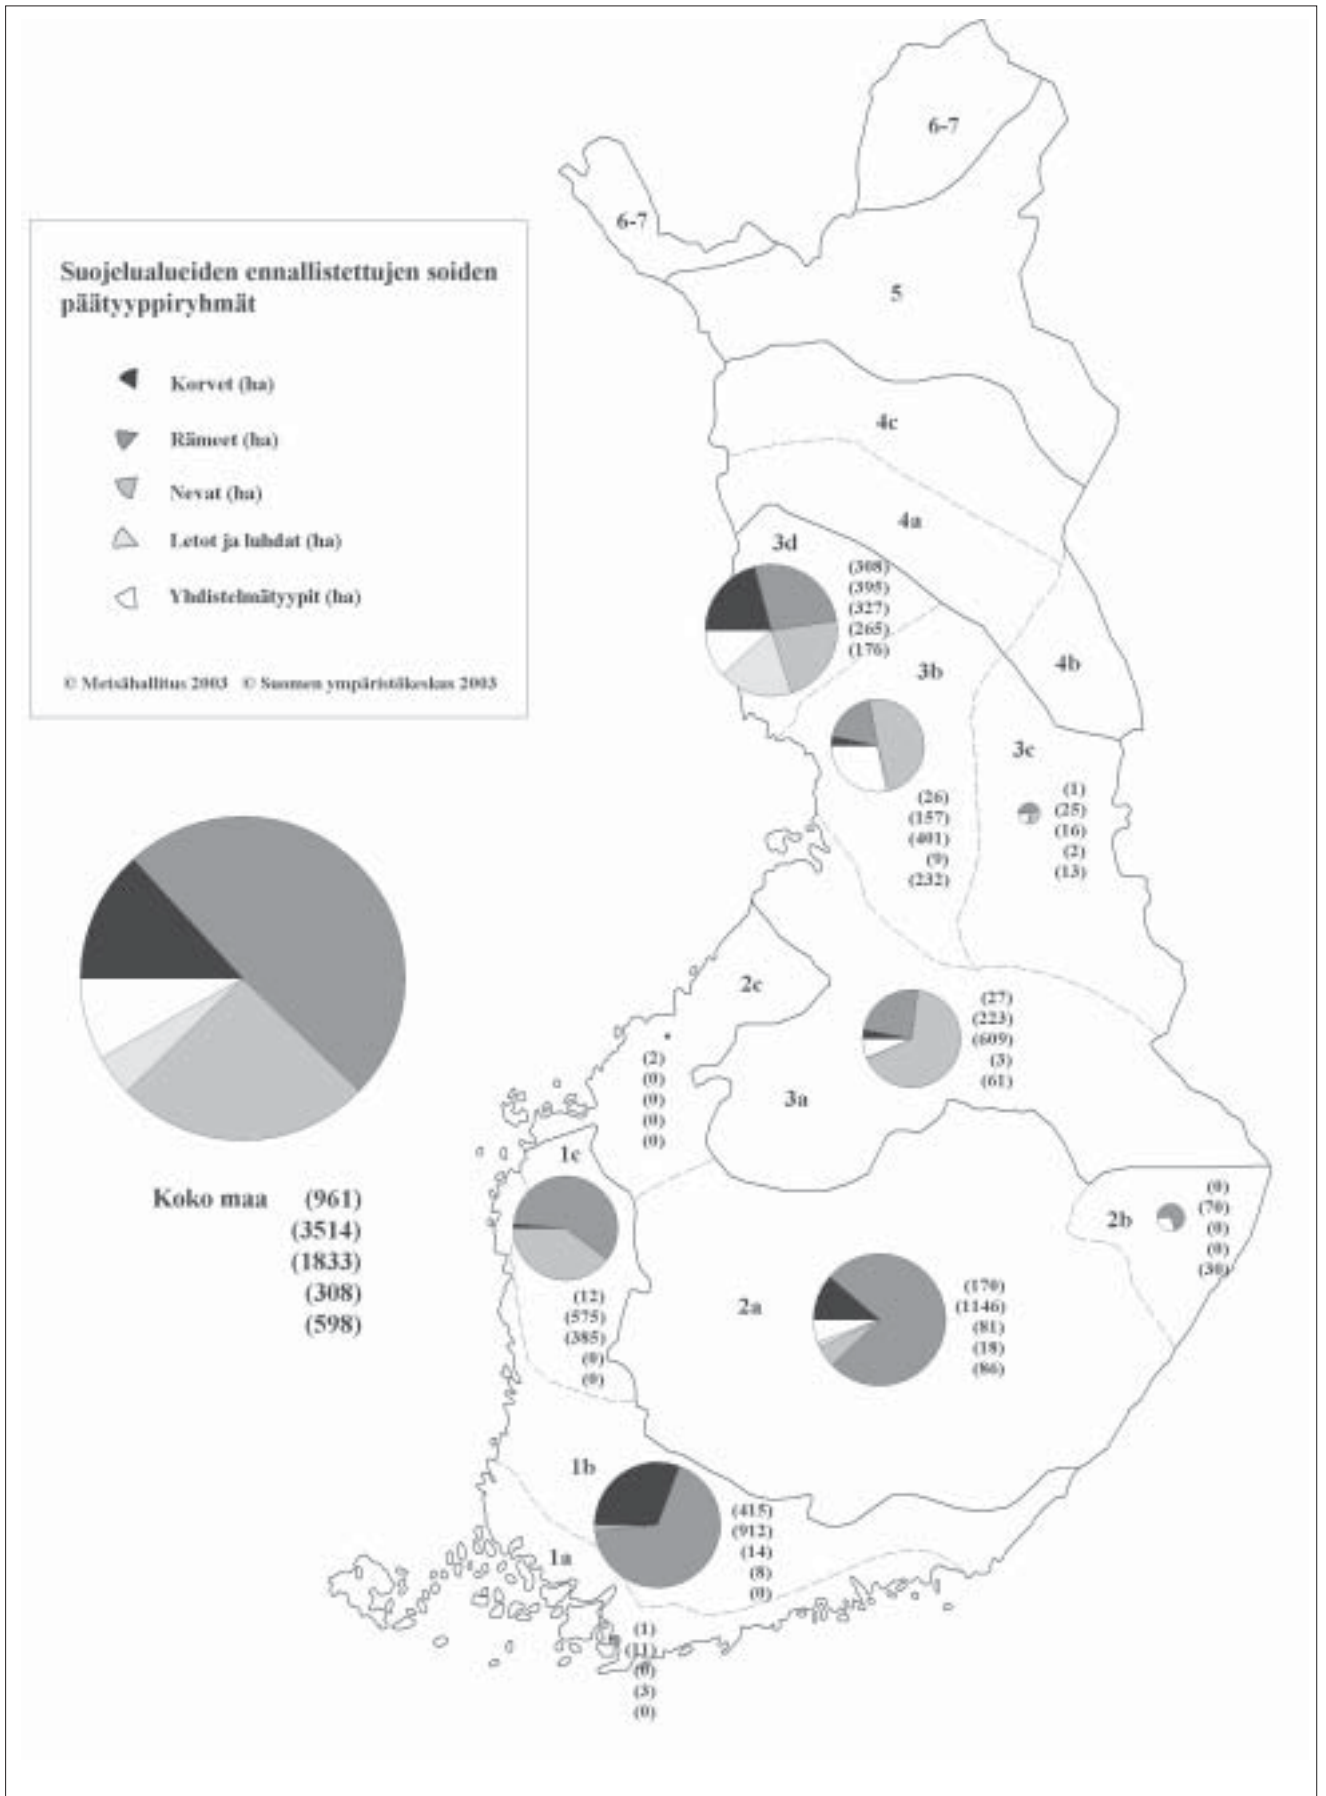 6-7
6-7
Suojelualueiden ennallistettujen soiden
päätyyppiryhmät
5
Korvet (ha)
4c
Rämeet (ha)
Nevat (ha)
4a
Letot ja luhdat (ha)
3d
(308)
(395)
Yhdistelmätyypit (ha)
(327)
(265)
(176)
4b
3b
© Metsähallitus 2003 © Suomen ympäristökeskus 2003
3c
(1)
(25)
(16)
(2)
(13)
(26)
(157)
(401)
(9)
(232)
2c
(27)
(223)
(609)
(3)
(61)
(2)
(0)
(0)
(0)
(0)
3a
1c
Koko maa (961)
(3514)
(1833)
(308)
(598)
(0)
(70)
(0)
(0)
(30)
2b
(12)
(575)
(385)
(0)
(0)
2a
(170)
(1146)
(81)
(18)
(86)
1b
(415)
(912)
(14)
(8)
(0)
1a
(1)
(11)
(0)
(3)
(0)